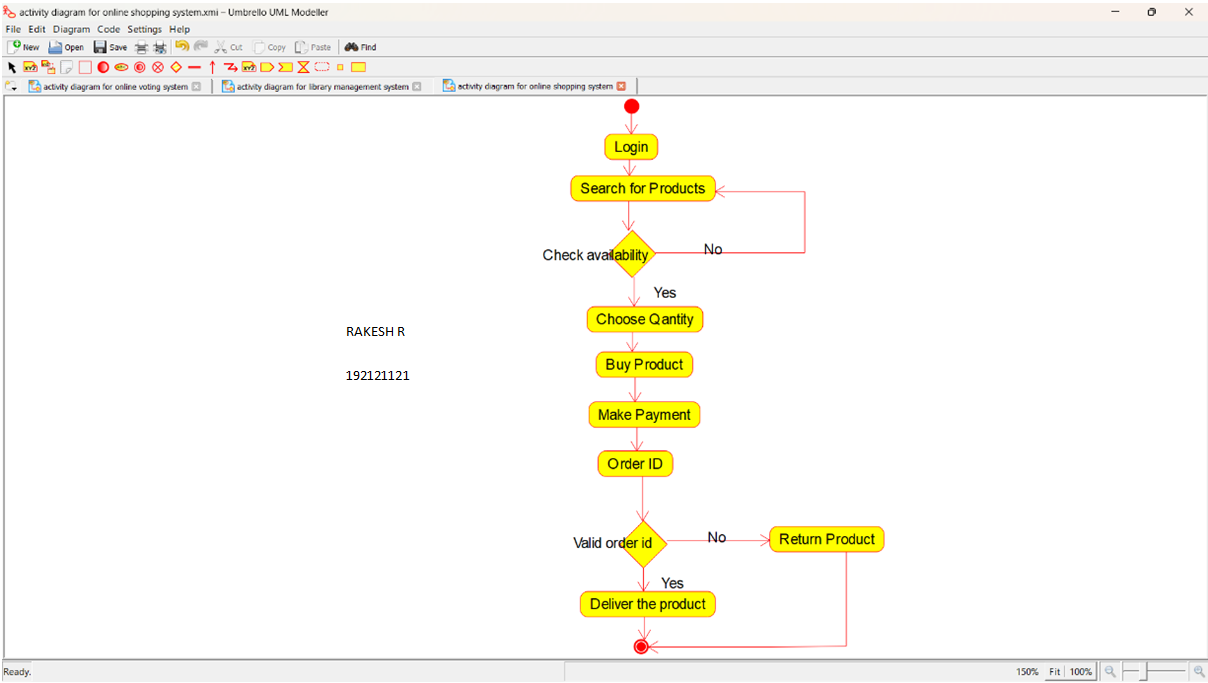 activity diagram for online shopping system.xmi – Umbrello UML Modeller
File Edit Diagram Code Settings Help
New Open Save Cut Copy Paste Find
activity diagram for online voting system activity diagram for library management system activity diagram for online shopping system
Login
Search for Products
Check availability
No
Yes
Choose Qantity
RAKESH R
Buy Product
192121121
Make Payment
Order ID
Valid order id
No
Return Product
Yes
Deliver the product
Ready. 150% Fit 100%